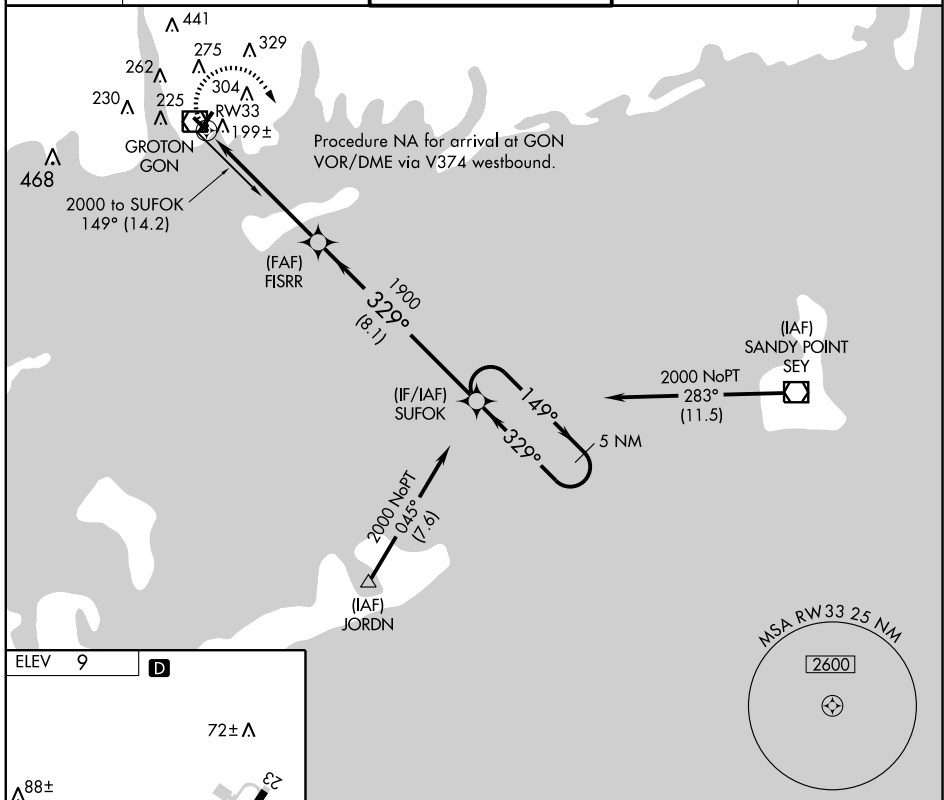 441
329
275
262
304
230
225
RW33
199±
GROTON
GON
468
Procedure NA for arrival at GON
VOR/DME via V374 westbound.
2000 to SUFOK
149° (14.2)
(FAF)
FISRR
1900
329°
(8.1)
(IAF)
SANDY POINT
SEY
2000 NoPT
283°
(11.5)
(IF/IAF)
SUFOK
149°
329°
5 NM
2000 NoPT
045°
(7.6)
(IAF)
JORDN
MSA RW33 25 NM
2600
ELEV 9
D
72±
88±
23